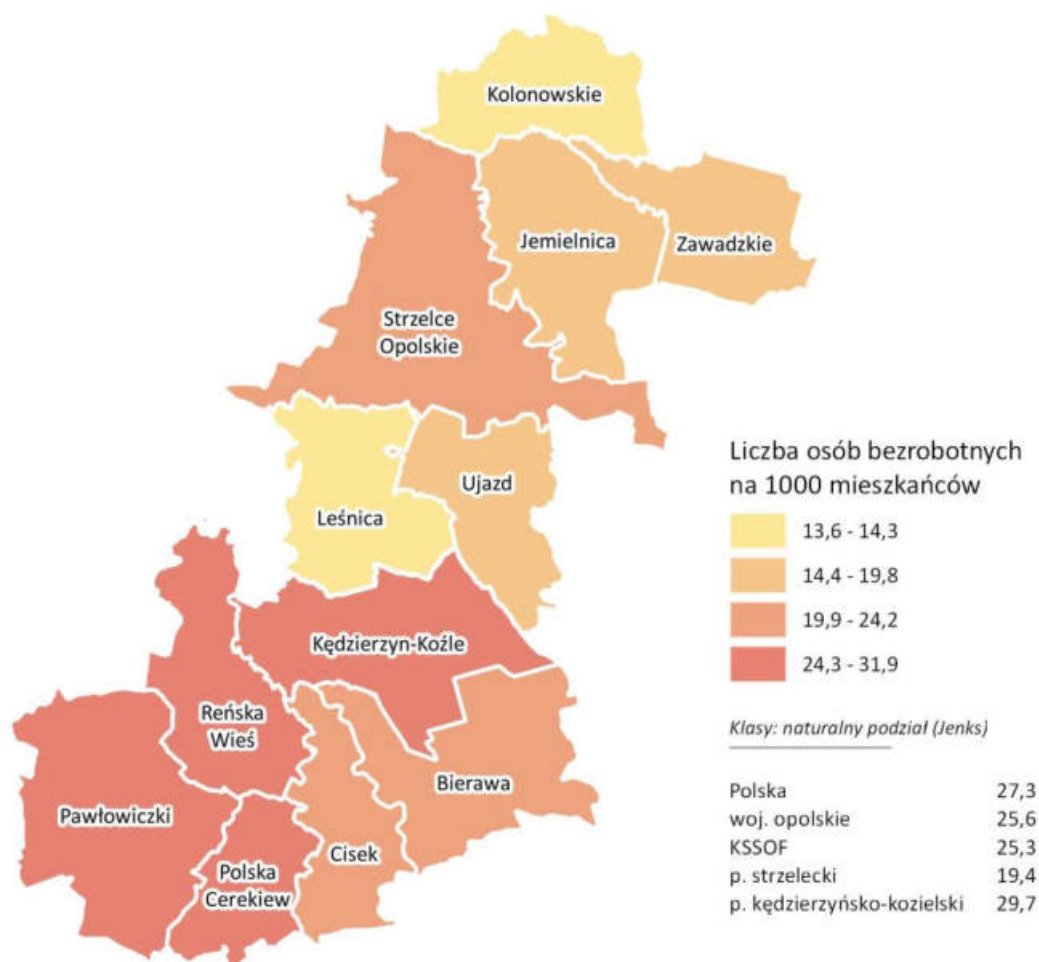 Kolonowskie
Jemielnica
Zawadzkie
Strzelce
Opolskie
Ujazd
Leśnica
Kędzierzyn-Koźle
Reńska
Wieś
Bierawa
Pawłowiczki
Cisek
Polska
Cerekiew
Liczba osób bezrobotnych
na 1000 mieszkańców
13,6 - 14,3
14,4 - 19,8
19,9 - 24,2
24,3 - 31,9
Klasy: naturalny podział (Jenks)
Polska 27,3
woj. opolskie 25,6
KSSOF 25,3
p. strzelecki 19,4
p. kędzierzyńsko-kozielski 29,7